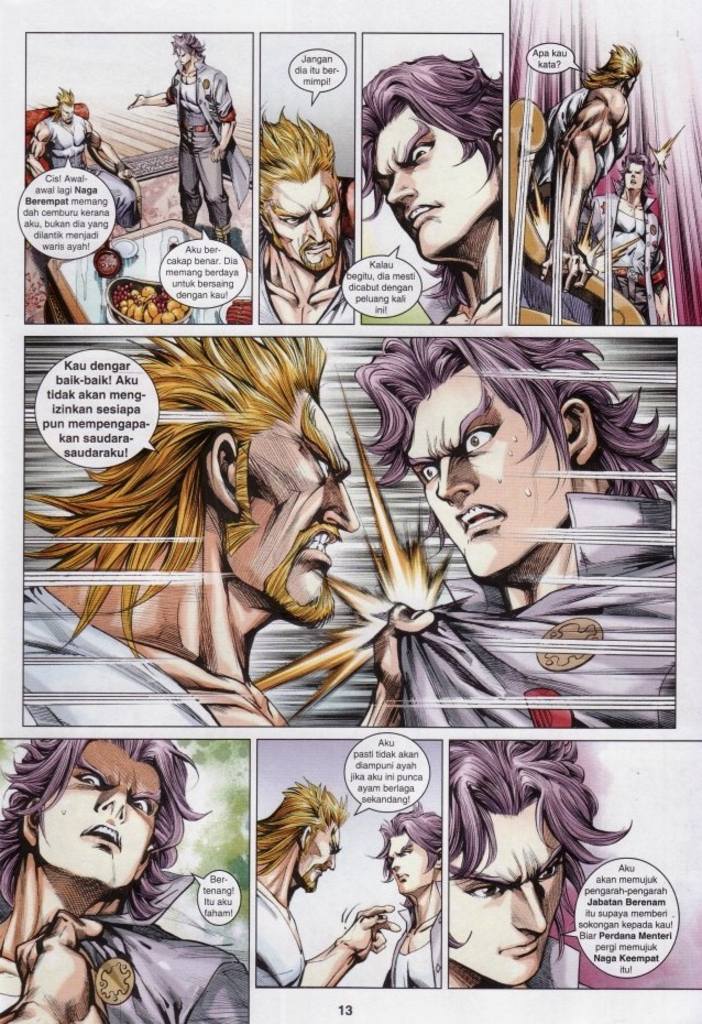 Cis! Awal-
awal lagi Naga
Berempat memang
dah cemburu kerana
aku, bukan dia yang
dilantik menjadi
waris ayah!
Aku ber-
cakap benar. Dia
memang berdaya
untuk bersaing
dengan kau!
Jangan
dia itu ber-
mimpi!
Kalau
begitu, dia mesti
dicabut dengan
peluang kali
ini!
Apa kau
kata?
Kau dengar
baik-baik! Aku
tidak akan meng-
izinkan sesiapa
pun mempengapa-
kan saudara-
saudaraku!
Ber-
tenang!
Itu aku
faham!
Aku
pasti tidak akan
diampuni ayah
jika aku ini punca
ayam berlaga
sekandang!
Aku
akan memujuk
pengarah-pengarah
Jabatan Berenam
itu supaya memberi
sokongan kepada kau!
Biar Perdana Menteri
pergi memujuk
Naga Keempat
itu!
13